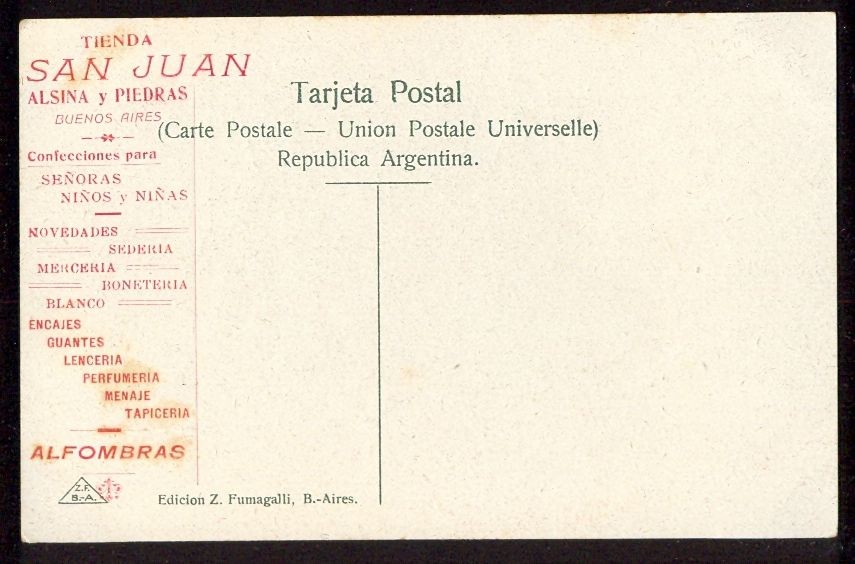 TIENDA
SAN JUAN
ALSINA y PIEDRAS
BUENOS AIRES
Confecciones para
SEÑORAS
NIÑOS y NIÑAS
NOVEDADES
SEDERIA
MERCERIA
BONETERIA
BLANCO
ENCAJES
GUANTES
LENCERIA
PERFUMERIA
MENAJE
TAPICERIA
ALFOMBRAS
Z.F.
B.-A.
Tarjeta Postal
(Carte Postale — Union Postale Universelle)
Republica Argentina.
Edicion Z. Fumagalli, B.-Aires.